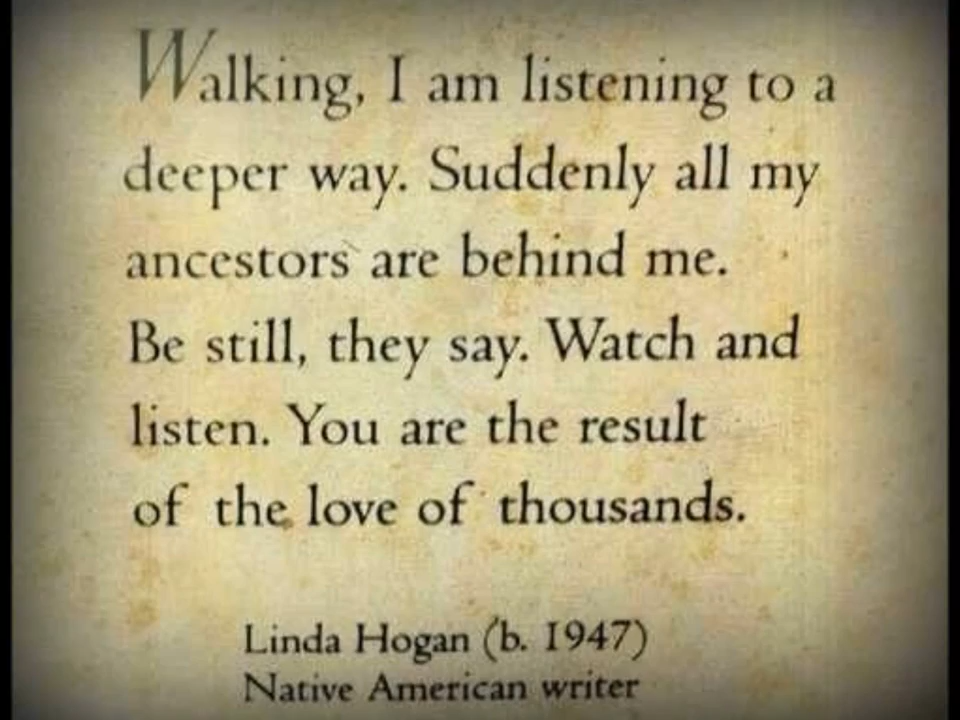 Walking, I am listening to a
deeper way. Suddenly all my
ancestors are behind me.
Be still, they say. Watch and
listen. You are the result
of the love of thousands.
Linda Hogan (b. 1947)
Native American writer